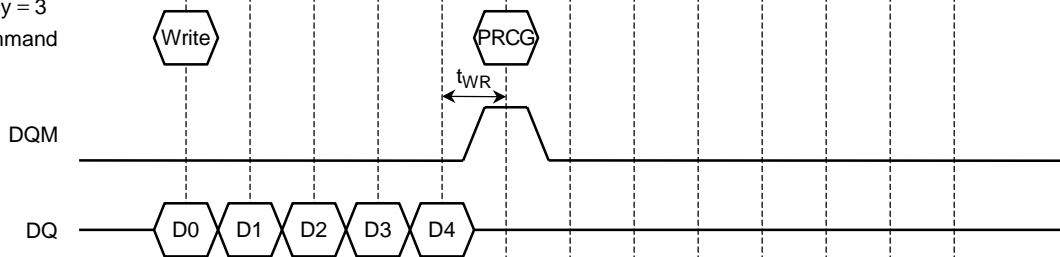 y = 3
mmand
Write
PRCG
tWR
DQM
DQ
D0
D1
D2
D3
D4